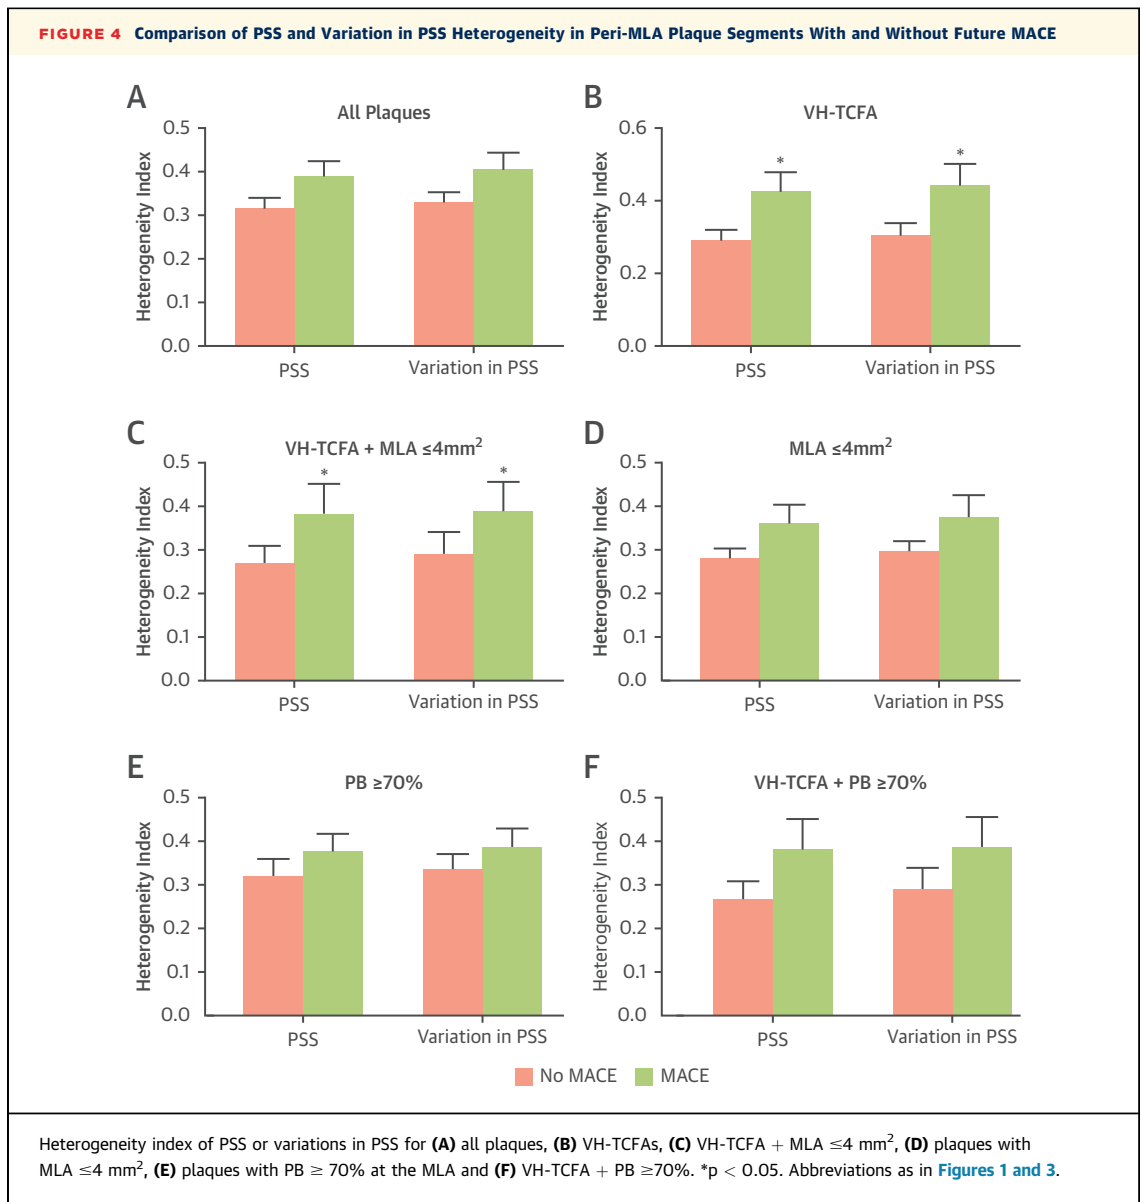 FIGURE 4 Comparison of PSS and Variation in PSS Heterogeneity in Peri-MLA Plaque Segments With and Without Future MACE
A
All Plaques
Heterogeneity Index
0.5
0.4
0.3
0.2
0.1
0.0
PSS
Variation in PSS
B
VH-TCFA
Heterogeneity Index
0.6
0.4
0.2
0.0
*
*
PSS
Variation in PSS
C
VH-TCFA + MLA ≤4mm²
Heterogeneity Index
0.5
0.4
0.3
0.2
0.1
0.0
*
*
PSS
Variation in PSS
D
MLA ≤4mm²
Heterogeneity Index
0.5
0.4
0.3
0.2
0.1
0.0
PSS
Variation in PSS
E
PB ≥70%
Heterogeneity Index
0.5
0.4
0.3
0.2
0.1
0.0
PSS
Variation in PSS
F
VH-TCFA + PB ≥70%
Heterogeneity Index
0.5
0.4
0.3
0.2
0.1
0.0
PSS
Variation in PSS
No MACE MACE
Heterogeneity index of PSS or variations in PSS for (A) all plaques, (B) VH-TCFAs, (C) VH-TCFA + MLA ≤4 mm², (D) plaques with
MLA ≤4 mm², (E) plaques with PB ≥ 70% at the MLA and (F) VH-TCFA + PB ≥70%. *p < 0.05. Abbreviations as in Figures 1 and 3.